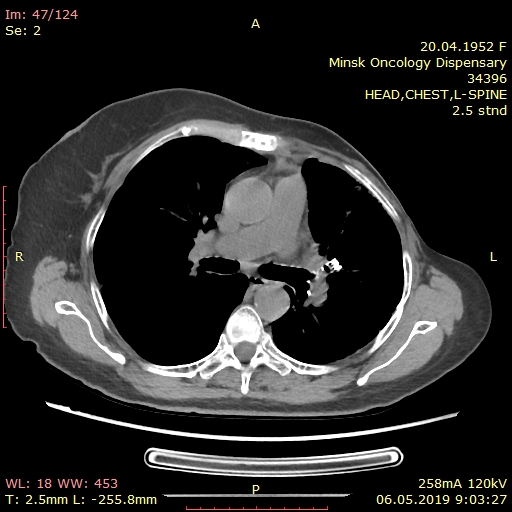 Im: 47/124
Se: 2
A
20.04.1952 F
Minsk Oncology Dispensary
34396
HEAD,CHEST,L-SPINE
2.5 stnd
R
L
WL: 18 WW: 453
T: 2.5mm L: -255.8mm
P
258mA 120kV
06.05.2019 9:03:27